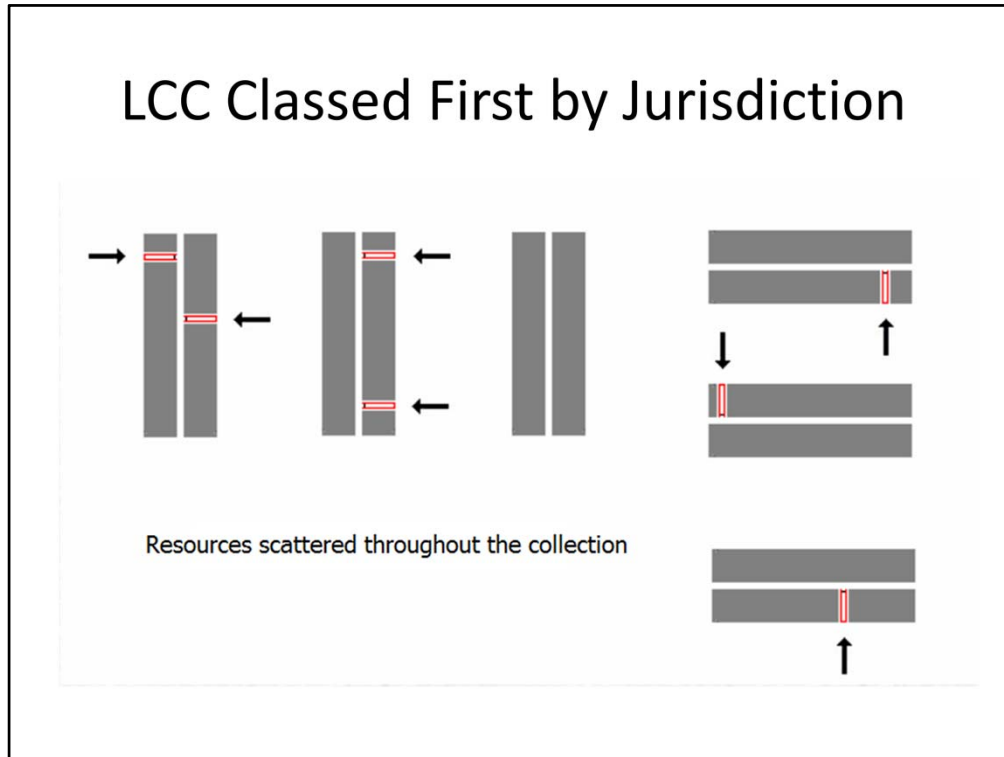 LCC Classed First by Jurisdiction
Resources scattered throughout the collection